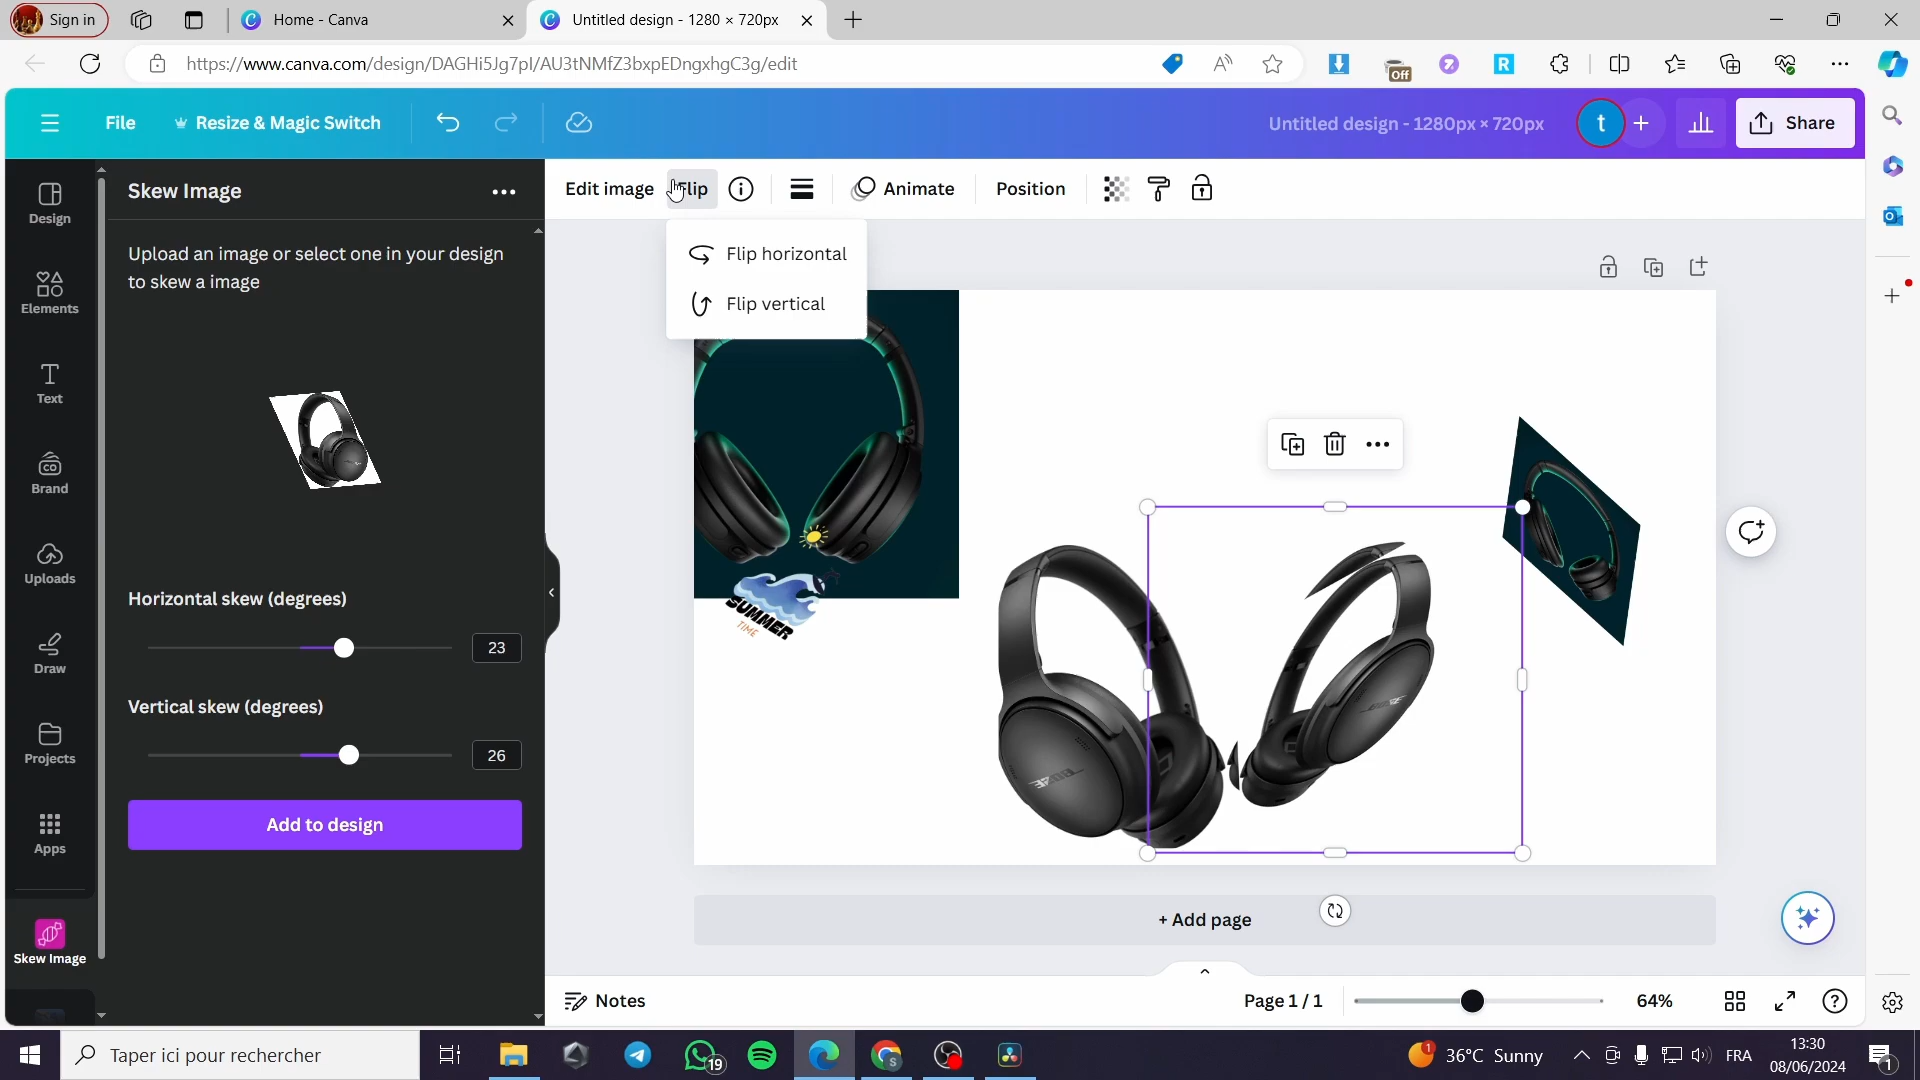 Sign in
Home - Canva
Untitled design - 1280 × 720px
https://www.canva.com/design/DAGHi5Jg7pI/AU3tNMfZ3bxpEDngxhgC3g/edit
Off
File
Resize & Magic Switch
Untitled design - 1280px × 720px
t
Share
Design
Elements
Text
Brand
Uploads
Draw
Projects
Apps
Skew Image
Skew Image
Upload an image or select one in your design
to skew a image
Horizontal skew (degrees)
23
Vertical skew (degrees)
26
Add to design
Edit image
Flip
Animate
Position
Flip horizontal
Flip vertical
SUMMER
TIME
+ Add page
Notes
Page 1 / 1
64%
Taper ici pour rechercher
19
36°C Sunny
FRA
13:30
08/06/2024
1